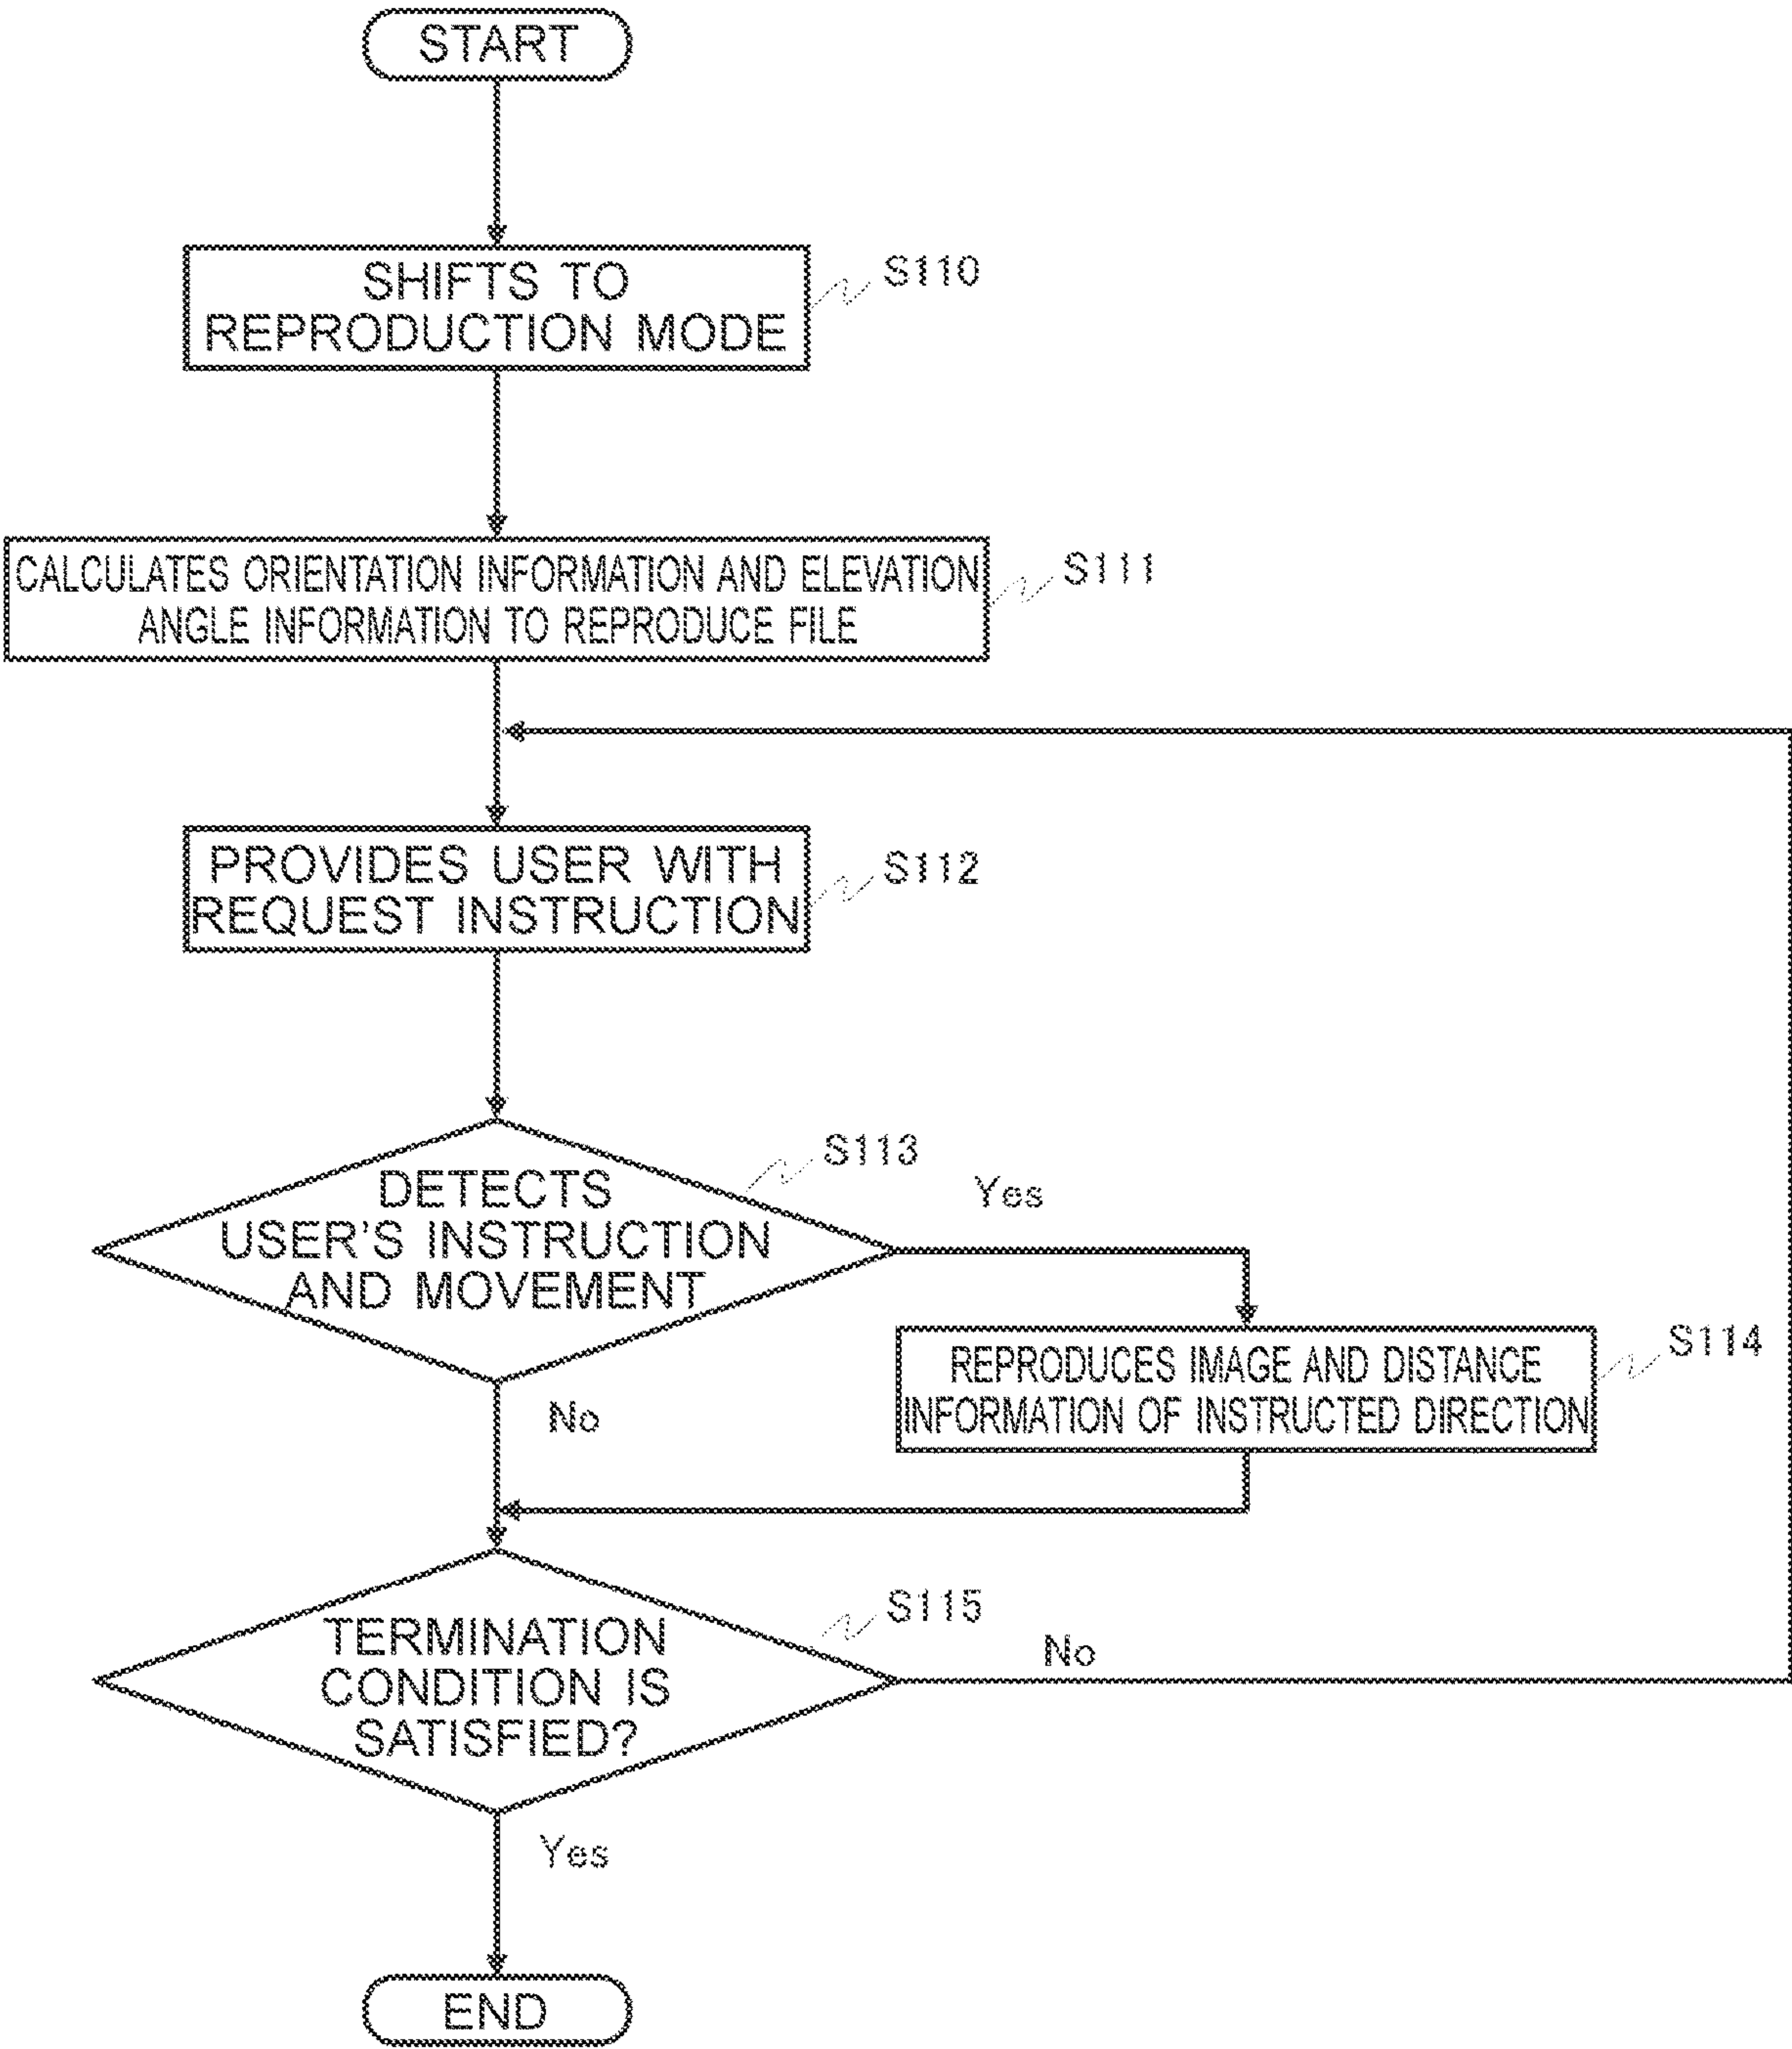 START
SHIFTS TO
REPRODUCTION MODE
S110
CALCULATES ORIENTATION INFORMATION AND ELEVATION
ANGLE INFORMATION TO REPRODUCE FILE
S111
PROVIDES USER WITH
REQUEST INSTRUCTION
S112
DETECTS
USER'S INSTRUCTION
AND MOVEMENT
S113
Yes
No
REPRODUCES IMAGE AND DISTANCE
INFORMATION OF INSTRUCTED DIRECTION
S114
TERMINATION
CONDITION IS
SATISFIED?
S115
No
Yes
END